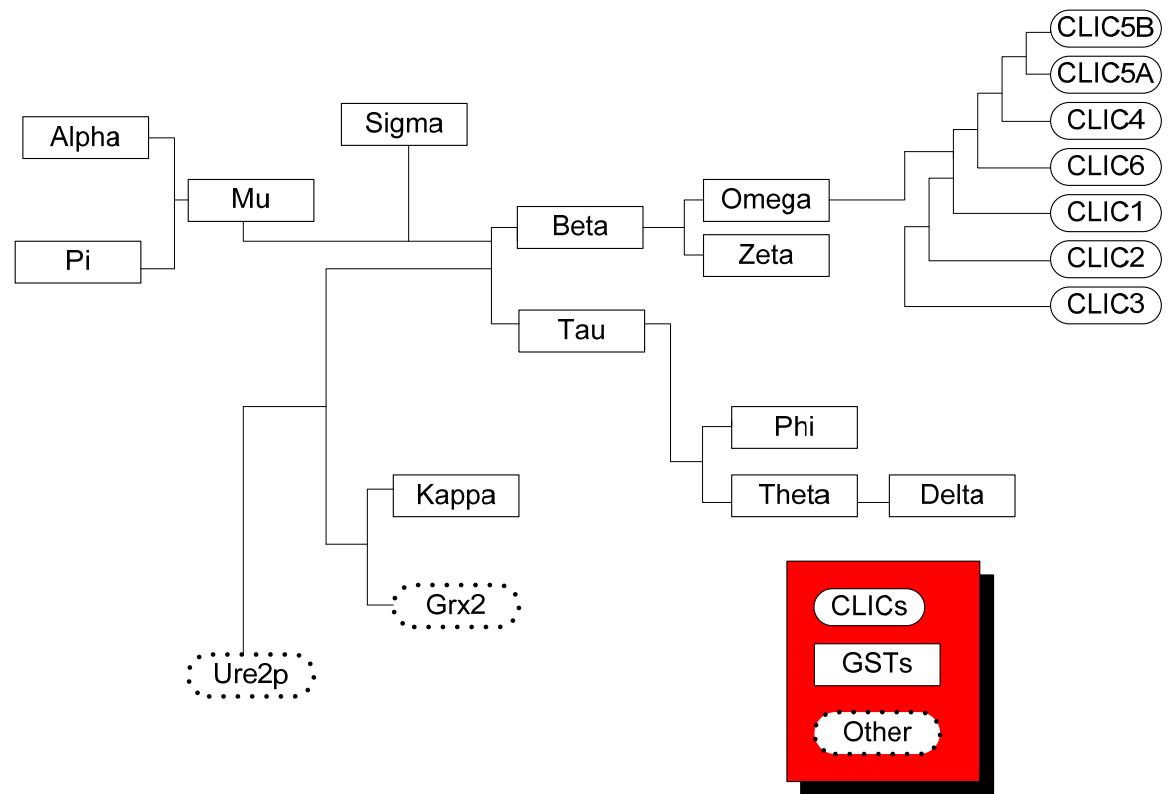 CLIC5B
CLIC5A
CLIC4
CLIC6
CLIC1
CLIC2
CLIC3
Sigma
Alpha
Mu
Pi
Beta
Omega
Zeta
Tau
Phi
Theta
Delta
Kappa
Grx2
Ure2p
CLICs
GSTs
Other